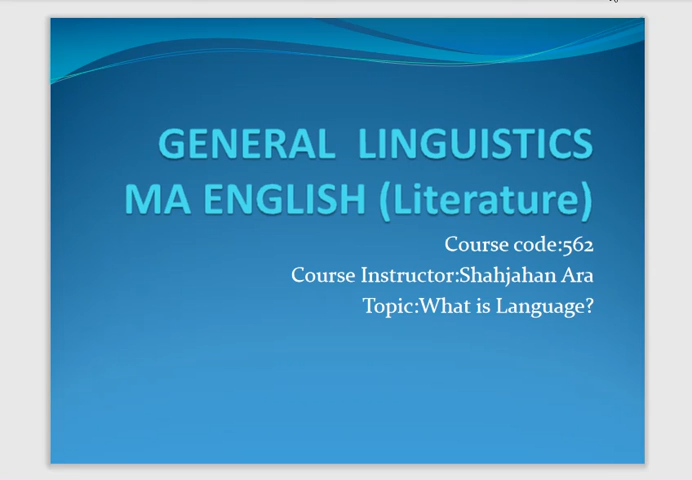 GENERAL LINGUISTICS
MA ENGLISH (Literature)
Course code:562
Course Instructor:Shahjahan Ara
Topic:What is Language?